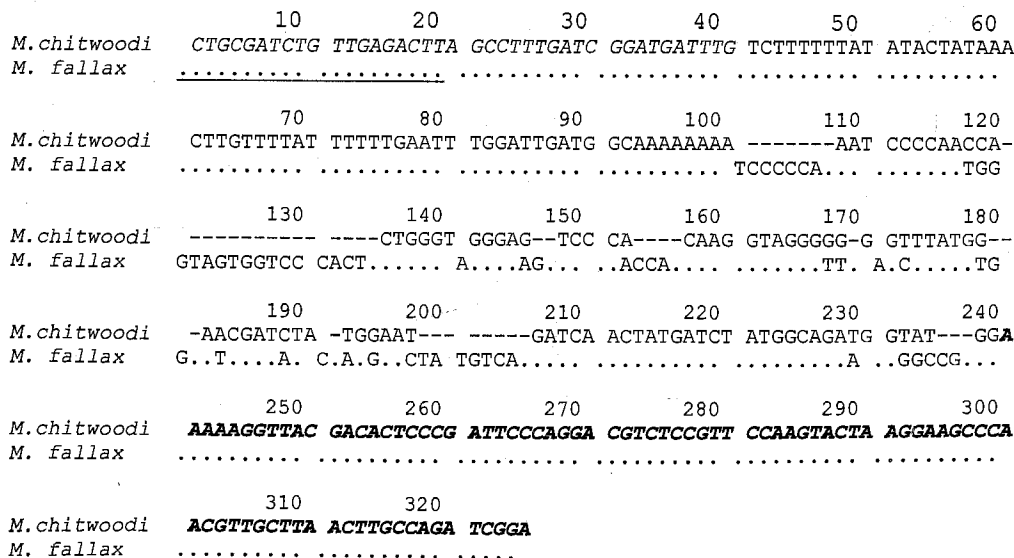 10 20 30 40 50 60
M.chitwoodi CTGCGATCTG TTGAGACTTA GCCTTTGATC GGATGATTTG TCTTTTTTAT ATACTATAAA
M. fallax .......... .......... .......... .......... .......... ..........
70 80 90 100 110 120
M.chitwoodi CTTGTTTTAT TTTTTGAATT TGGATTGATG GCAAAAAAAA -------AAT CCCCAACCA-
M. fallax .......... .......... .......... .......... TCCCCCA... .......TGG
130 140 150 160 170 180
M.chitwoodi ---------- ----CTGGGT GGGAG--TCC CA----CAAG GTAGGGGG-G GTTTATGG--
M. fallax GTAGTGGTCC CACT...... A....AG... ..ACCA.... ........TT. A.C.....TG
190 200 210 220 230 240
M.chitwoodi -AACGATCTA -TGGAAT--- ------GATCA ACTATGATCT ATGGCAGATG GTAT---GGA
M. fallax G..T....A. C.A.G..CTA TGTCA..... .......... ........A ..GGCCG...
250 260 270 280 290 300
M.chitwoodi AAAAGGTTAC GACACTCCCG ATTCCCAGGA CGTCTCCGTT CCAAGTACTA AGGAAGCCCA
M. fallax .......... .......... .......... .......... .......... ..........
310 320
M.chitwoodi ACGTTGCTTA ACTTGCCAGA TCGGA
M. fallax .......... .......... .....